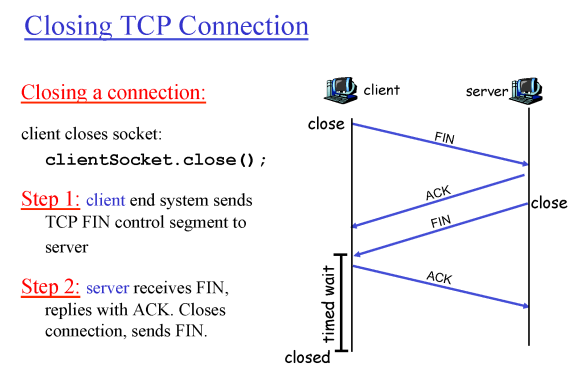 Closing TCP Connection
Closing a connection:
client closes socket:
clientSocket.close();
Step 1: client end system sends
TCP FIN control segment to
server
Step 2: server receives FIN,
replies with ACK. Closes
connection, sends FIN.
client
server
close
FIN
ACK
close
FIN
ACK
timed wait
closed